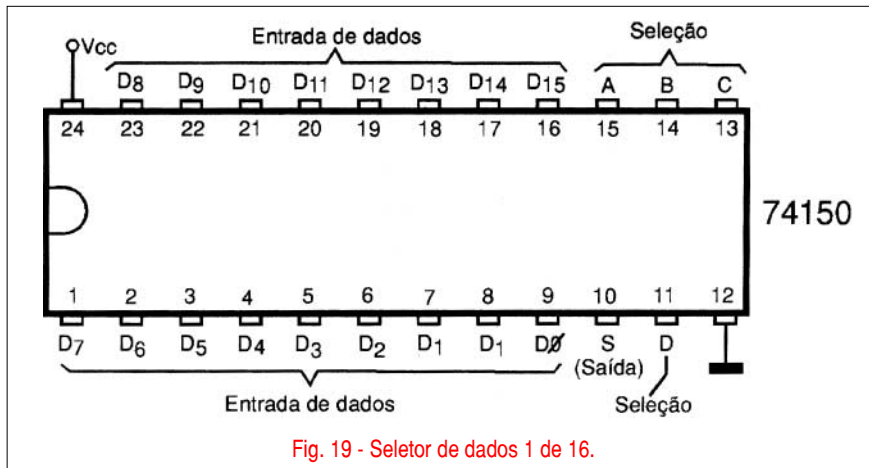 Entrada de dados
Seleção
Vcc
D8 D9 D10 D11 D12 D13 D14 D15 A B C
24 23 22 21 20 19 18 17 16 15 14 13
74150
1 2 3 4 5 6 7 8 9 10 11 12
D7 D6 D5 D4 D3 D2 D1 D1 DØ S D
(Saída)
Entrada de dados
Seleção
Fig. 19 - Seletor de dados 1 de 16.